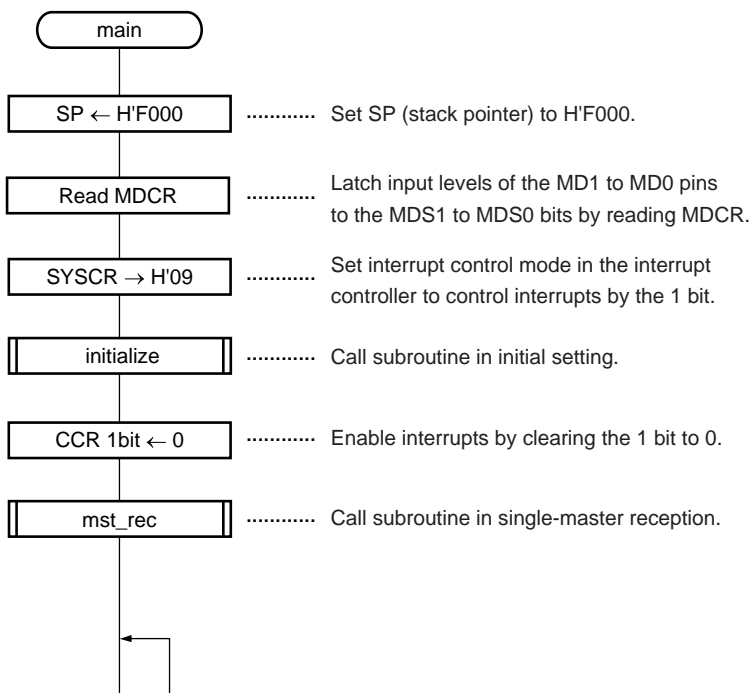 main
SP ← H'F000 ............ Set SP (stack pointer) to H'F000.
Read MDCR ............ Latch input levels of the MD1 to MD0 pins
to the MDS1 to MDS0 bits by reading MDCR.
SYSCR → H'09 ............ Set interrupt control mode in the interrupt
controller to control interrupts by the 1 bit.
initialize ............ Call subroutine in initial setting.
CCR 1bit ← 0 ............ Enable interrupts by clearing the 1 bit to 0.
mst_rec ............ Call subroutine in single-master reception.